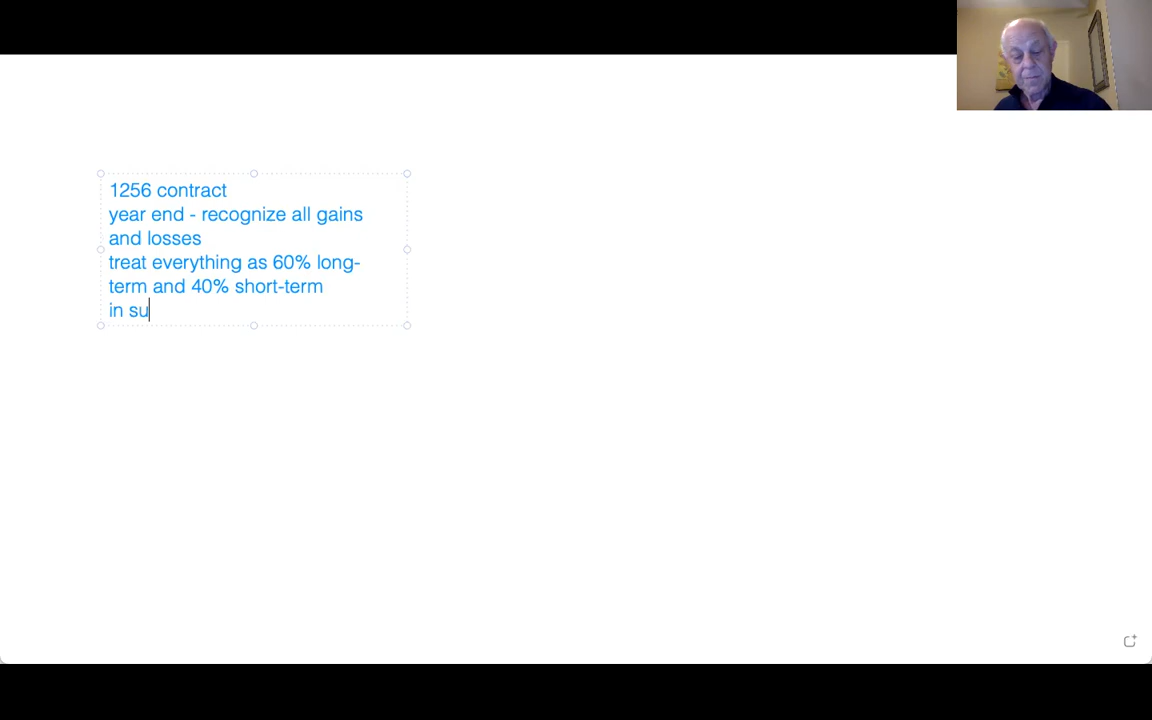 1256 contract
year end - recognize all gains
and losses
treat everything as 60% long-
term and 40% short-term
in su